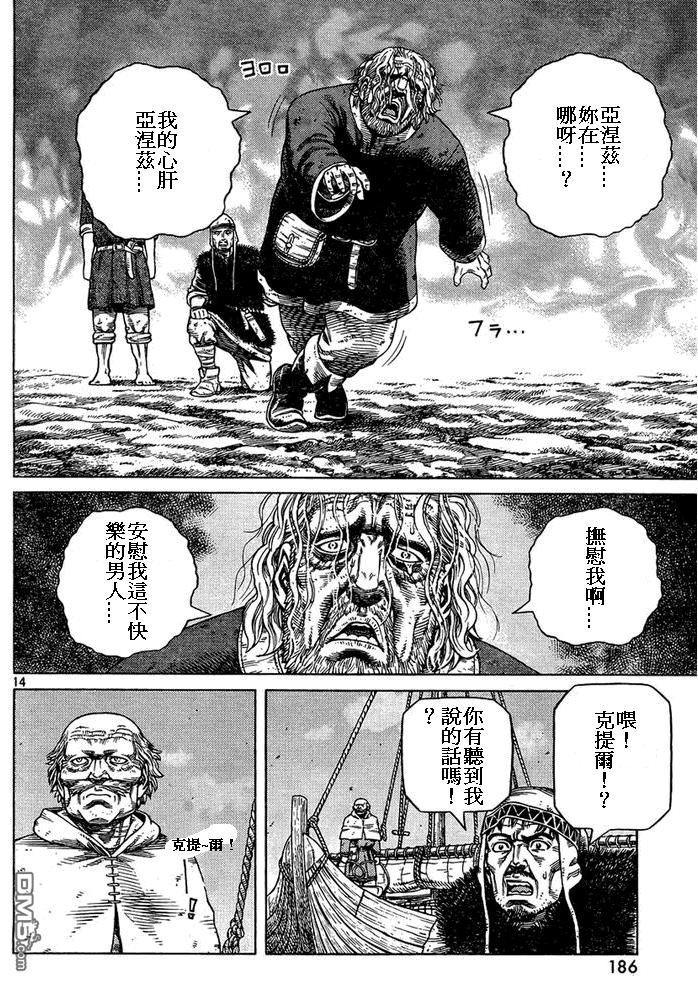 亞涅茲……
妳在……
哪呀……？
ヨロロ
我的心肝
亞涅茲……
フラ…
撫慰我啊……
安慰我這不快
樂的男人……
14
喂！
克提爾！？
你有聽到我
說的話嗎！
？
克提~爾！
186
DM5